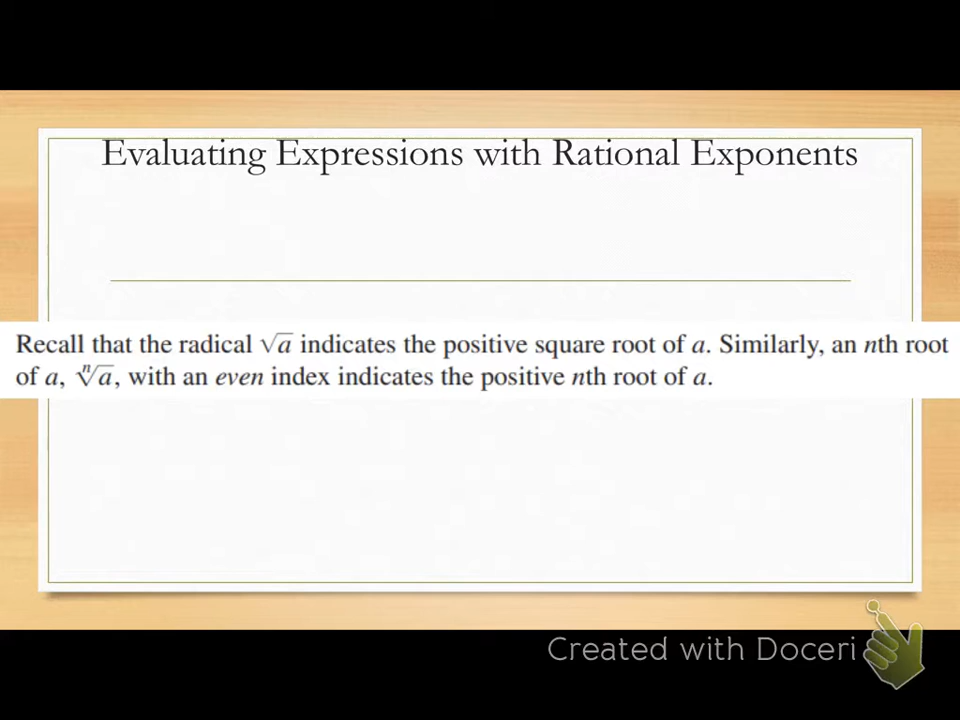 Evaluating Expressions with Rational Exponents
Recall that the radical √a indicates the positive square root of a. Similarly, an nth root
of a, ⁿ√a, with an even index indicates the positive nth root of a.
Created with Doceri